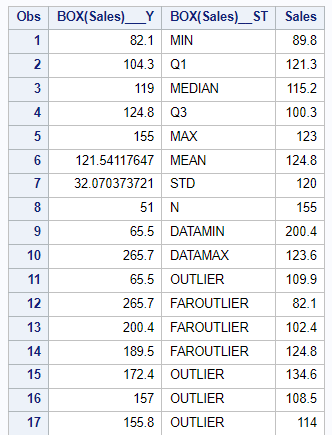 Obs BOX(Sales)___Y BOX(Sales)__ST Sales
1 82.1 MIN 89.8
2 104.3 Q1 121.3
3 119 MEDIAN 115.2
4 124.8 Q3 100.3
5 155 MAX 123
6 121.54117647 MEAN 124.8
7 32.070373721 STD 120
8 51 N 155
9 65.5 DATAMIN 200.4
10 265.7 DATAMAX 123.6
11 65.5 OUTLIER 109.9
12 265.7 FAROUTLIER 82.1
13 200.4 FAROUTLIER 102.4
14 189.5 FAROUTLIER 124.8
15 172.4 OUTLIER 134.6
16 157 OUTLIER 108.5
17 155.8 OUTLIER 114